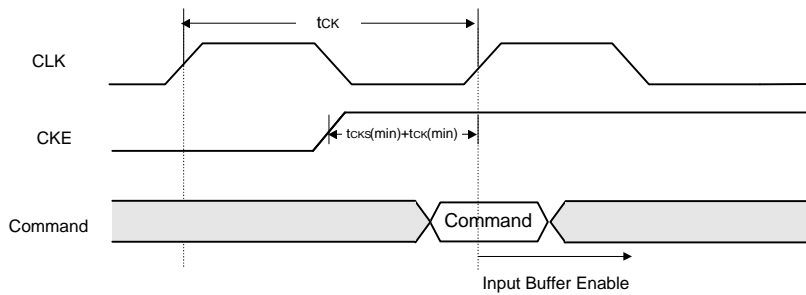 tCK
CLK
CKE
tCKS(min)+tCK(min)
Command
Command
Input Buffer Enable